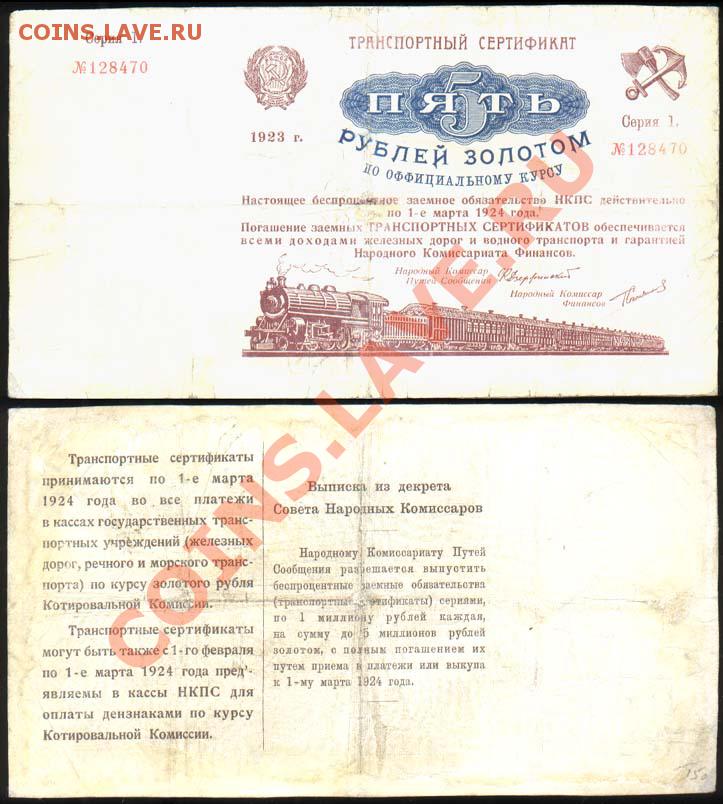 COINS.LAVE.RU
Серия 1.
№128470
ТРАНСПОРТНЫЙ СЕРТИФИКАТ
5
ПЯТЬ
РУБЛЕЙ ЗОЛОТОМ
ПО ОФФИЦИАЛЬНОМУ КУРСУ
1923 г.
Серия 1.
№128470
Настоящее беспроцентное заемное обязательство НКПС действительно
по 1-е марта 1924 года.
Погашение заемных ТРАНСПОРТНЫХ СЕРТИФИКАТОВ обеспечивается
всеми доходами железных дорог и водного транспорта и гарантией
Народного Комиссариата Финансов.
Народный Комиссар
Путей Сообщения
Народный Комиссар
Финансов
COINS.LAVE.RU
Транспортные сертификаты
принимаются по 1-е марта
1924 года во все платежи
в кассах государственных транс-
портных учреждений (железных
дорог, речного и морского транс-
порта) по курсу золотого рубля
Котировальной Комиссии.
Транспортные сертификаты
могут быть также с 1-го февраля
по 1-е марта 1924 года пред'-
являемы в кассы НКПС для
оплаты дензнаками по курсу
Котировальной Комиссии.
Выписка из декрета
Совета Народных Комиссаров
Народному Комиссариату Путей
Сообщения разрешается выпустить
беспроцентные заемные обязательства
(транспортные сертификаты) сериями,
по 1 миллиону рублей каждая,
на сумму до 5 миллионов рублей
золотом, с полным погашением их
путем приема в платежи или выкупа
к 1-му марта 1924 года.
150